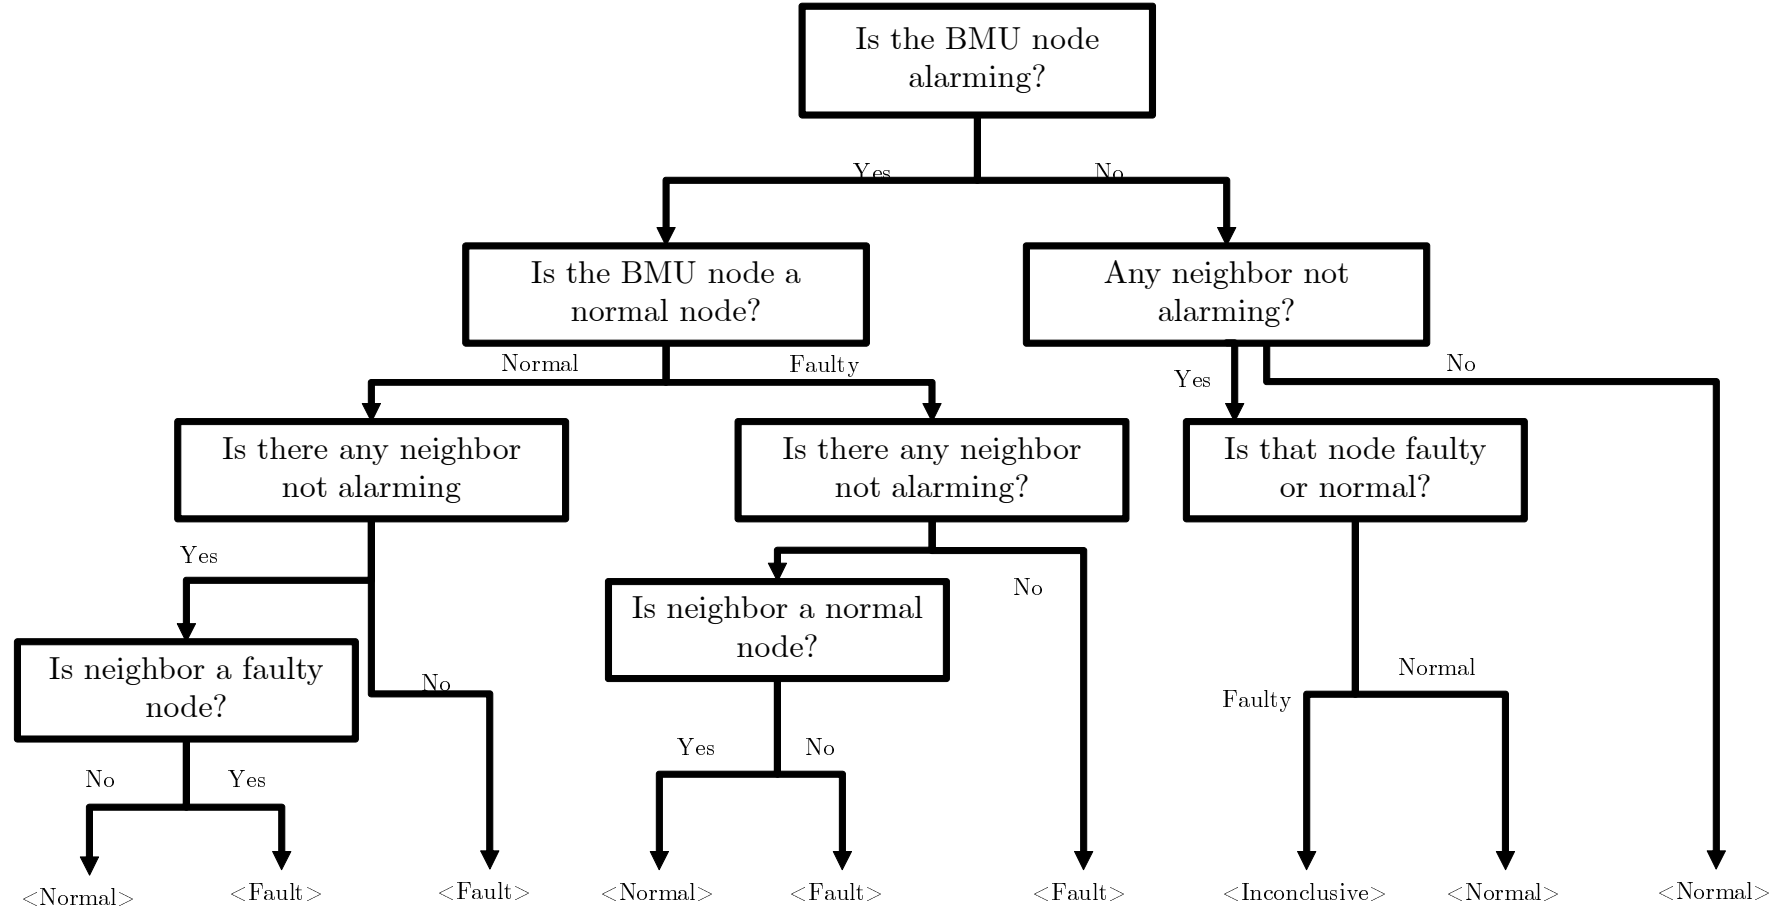 Is the BMU node
alarming?
Yes
No
Is the BMU node a
normal node?
Any neighbor not
alarming?
Normal
Faulty
Yes
No
Is there any neighbor
not alarming
Is there any neighbor
not alarming?
Is that node faulty
or normal?
Yes
No
Is neighbor a normal
node?
Is neighbor a faulty
node?
No
Normal
Faulty
Yes
No
No
Yes
<Normal>
<Fault>
<Fault>
<Normal>
<Fault>
<Fault>
<Inconclusive>
<Normal>
<Normal>